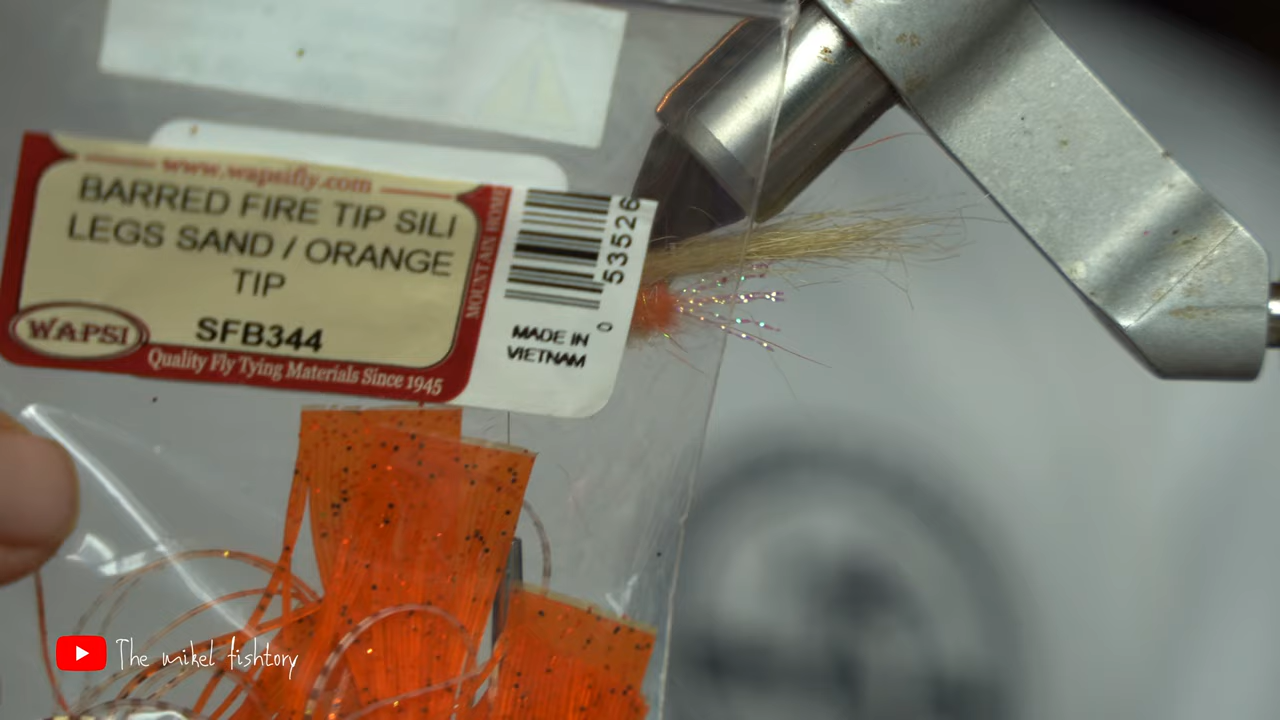 www.wapsifly.com
BARRED FIRE TIP SILI
LEGS SAND / ORANGE
TIP
SFB344
WAPSI
Quality Fly Tying Materials Since 1945
MOUNTAIN HOME
53526
0
MADE IN
VIETNAM
The mikel fishtory